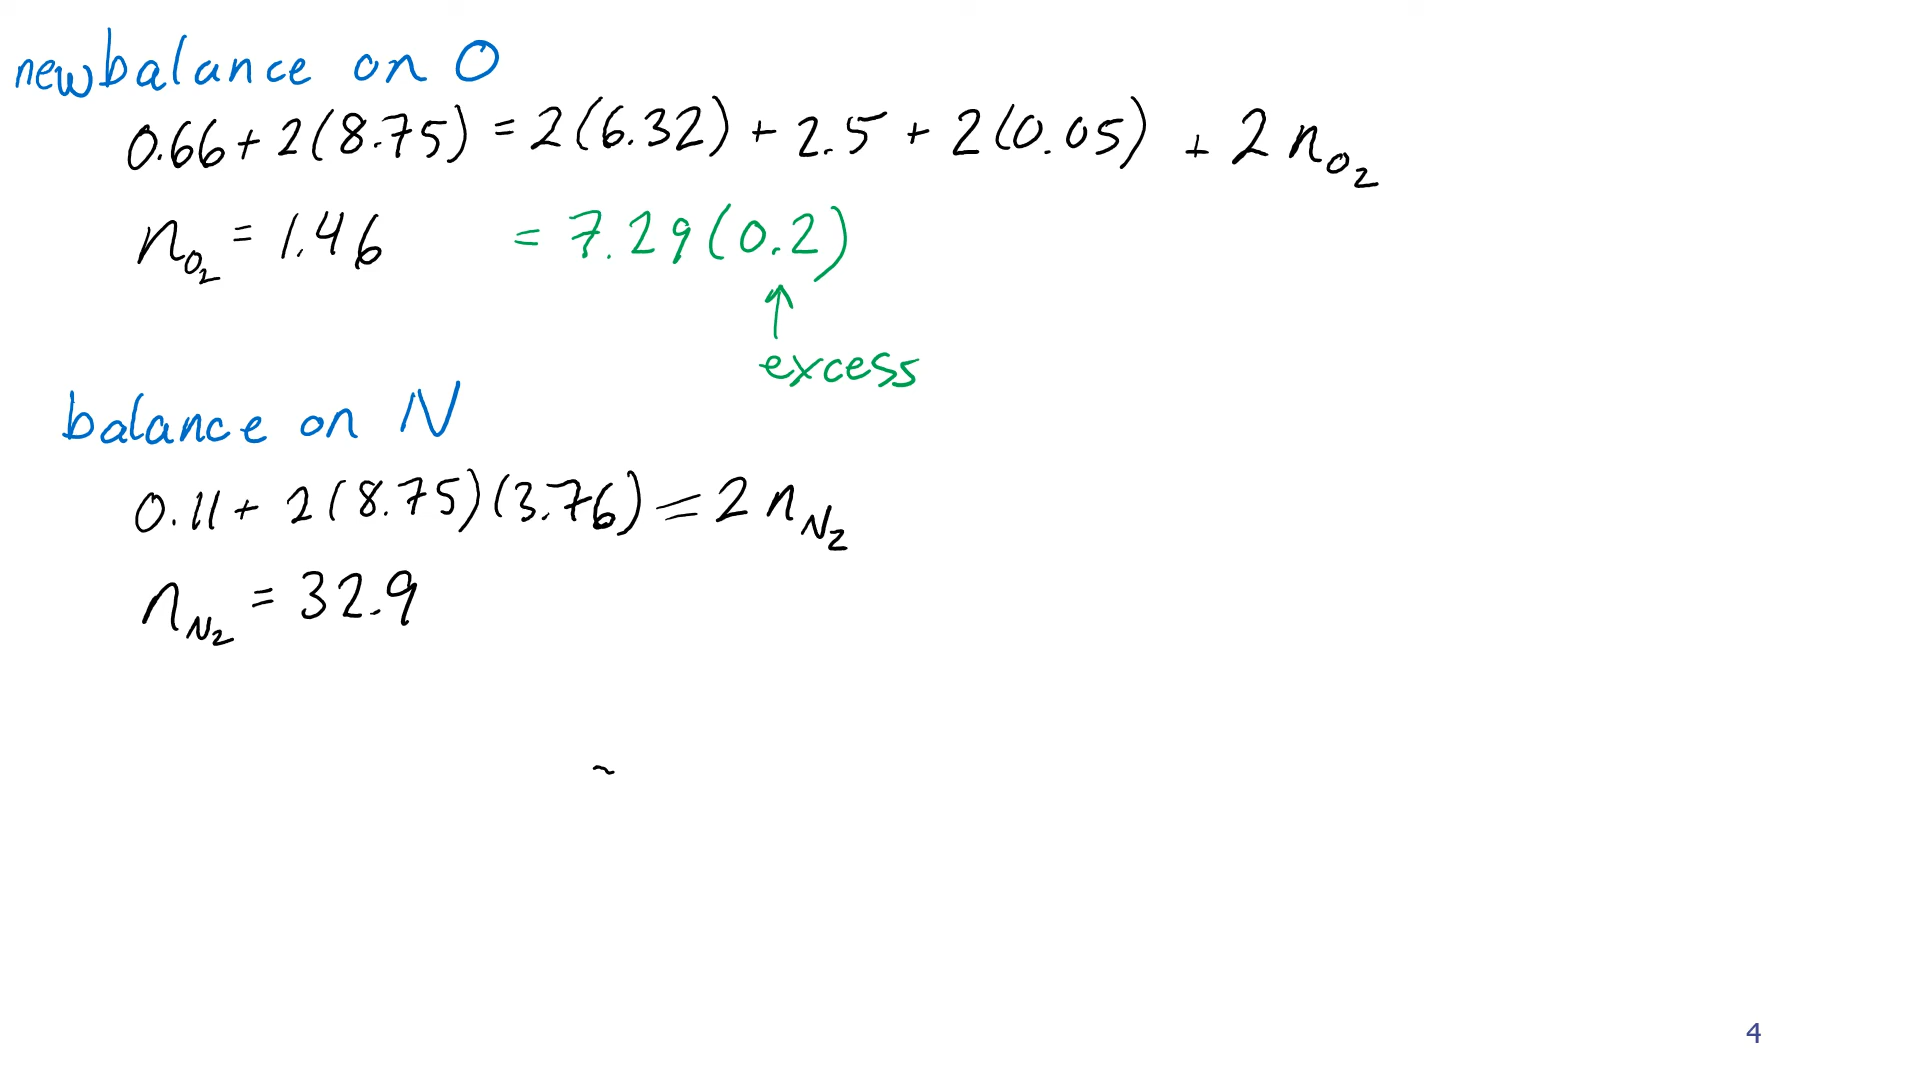 newbalance on O
0.66 + 2(8.75) = 2(6.32) + 2.5 + 2(0.05) + 2 n_O₂
n_O₂ = 1.46 = 7.29(0.2)
↑
excess
balance on N
0.11 + 2(8.75)(3.76) = 2 n_N₂
n_N₂ = 32.9
~
4